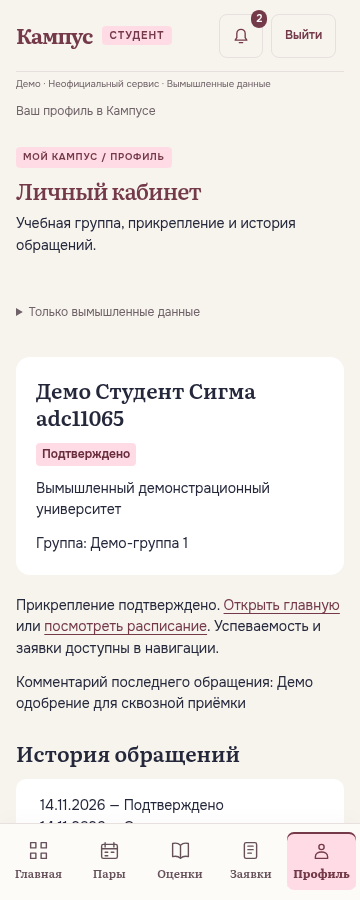 Кампус СТУДЕНТ
2
Выйти
Демо · Неофициальный сервис · Вымышленные данные
Ваш профиль в Кампусе
МОЙ КАМПУС / ПРОФИЛЬ
Личный кабинет
Учебная группа, прикрепление и история
обращений.
Только вымышленные данные
Демо Студент Сигма
adc11065
Подтверждено
Вымышленный демонстрационный
университет
Группа: Демо-группа 1
Прикрепление подтверждено. Открыть главную
или посмотреть расписание. Успеваемость и
заявки доступны в навигации.
Комментарий последнего обращения: Демо
одобрение для сквозной приёмки
История обращений
14.11.2026 — Подтверждено
Главная Пары Оценки Заявки Профиль